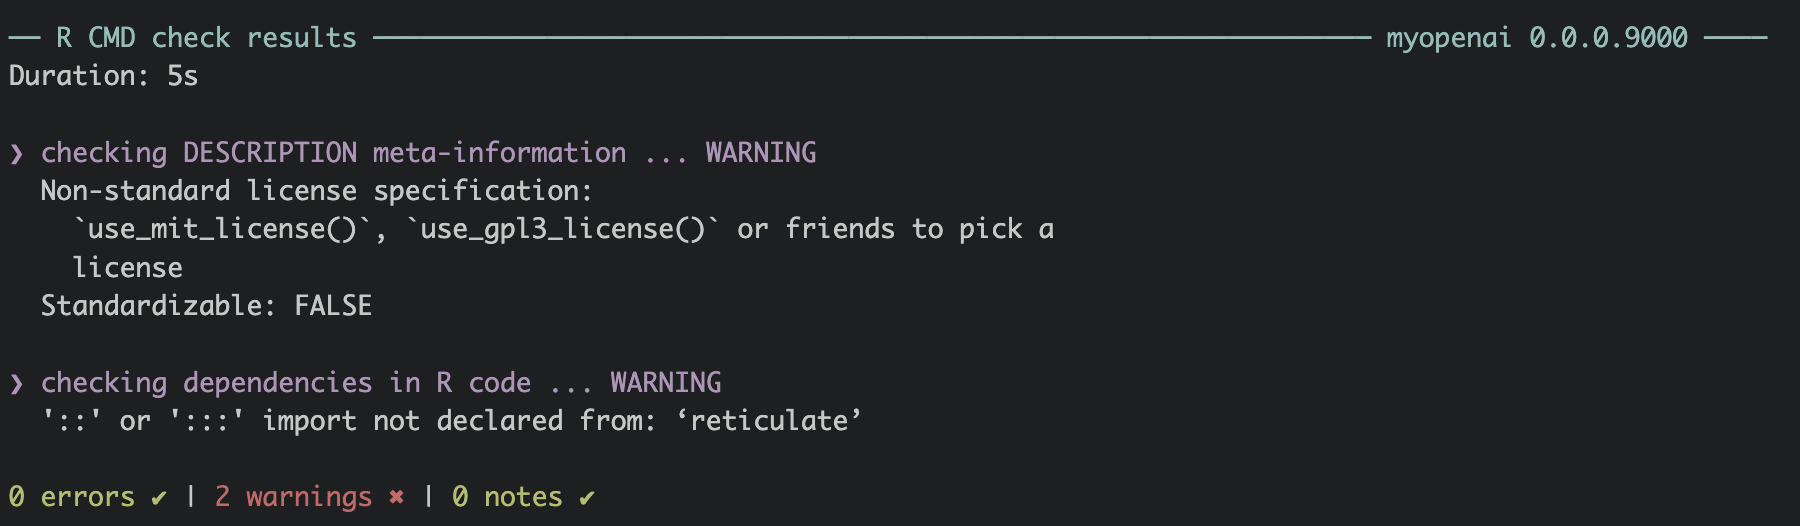 ── R CMD check results ─────────────────────────────────────────────────────────────── myopenai 0.0.0.9000 ────
Duration: 5s
❯ checking DESCRIPTION meta-information ... WARNING
Non-standard license specification:
`use_mit_license()`, `use_gpl3_license()` or friends to pick a
license
Standardizable: FALSE
❯ checking dependencies in R code ... WARNING
'::' or ':::' import not declared from: ‘reticulate’
0 errors ✔ | 2 warnings ✖ | 0 notes ✔